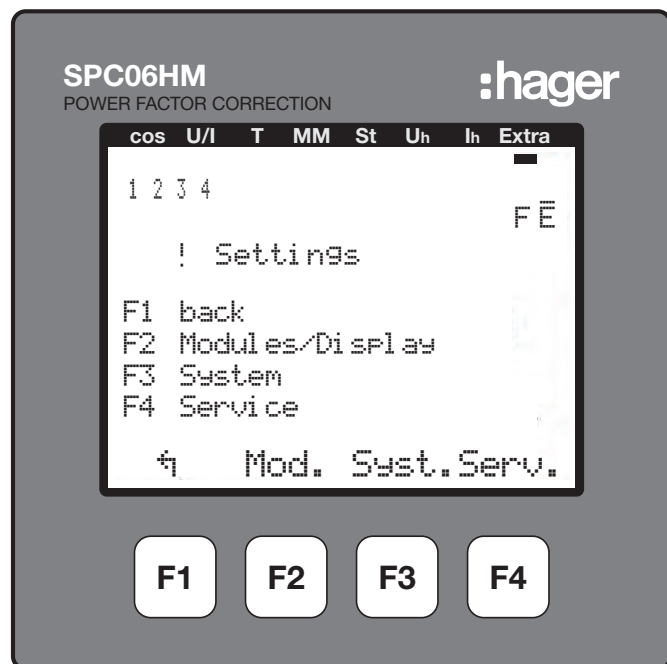 SPC06HM :hager
POWER FACTOR CORRECTION
cos U/I T MM St Uh Ih Extra
1 2 3 4
F Ē
! Settings
F1 back
F2 Modules/Display
F3 System
F4 Service
↰ Mod. Syst. Serv.
F1 F2 F3 F4